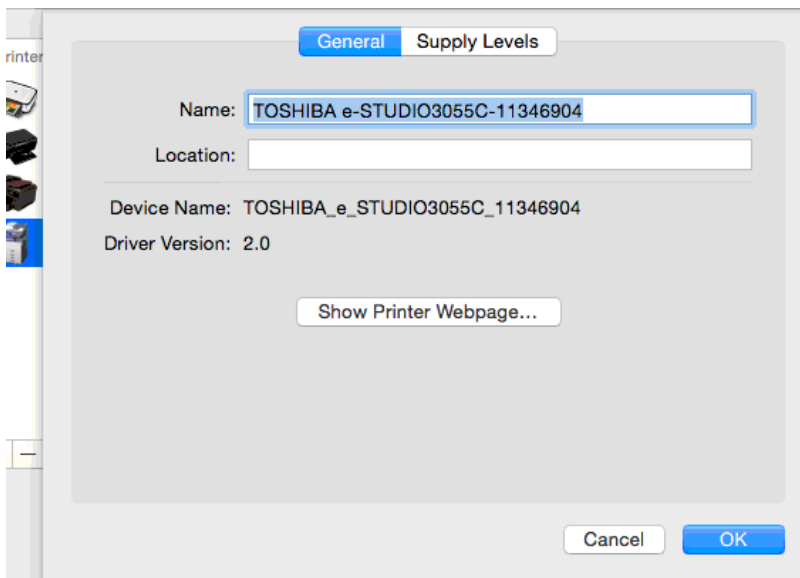 General Supply Levels
rinter
Name: TOSHIBA e-STUDIO3055C-11346904
Location:
Device Name: TOSHIBA_e_STUDIO3055C_11346904
Driver Version: 2.0
Show Printer Webpage...
Cancel OK